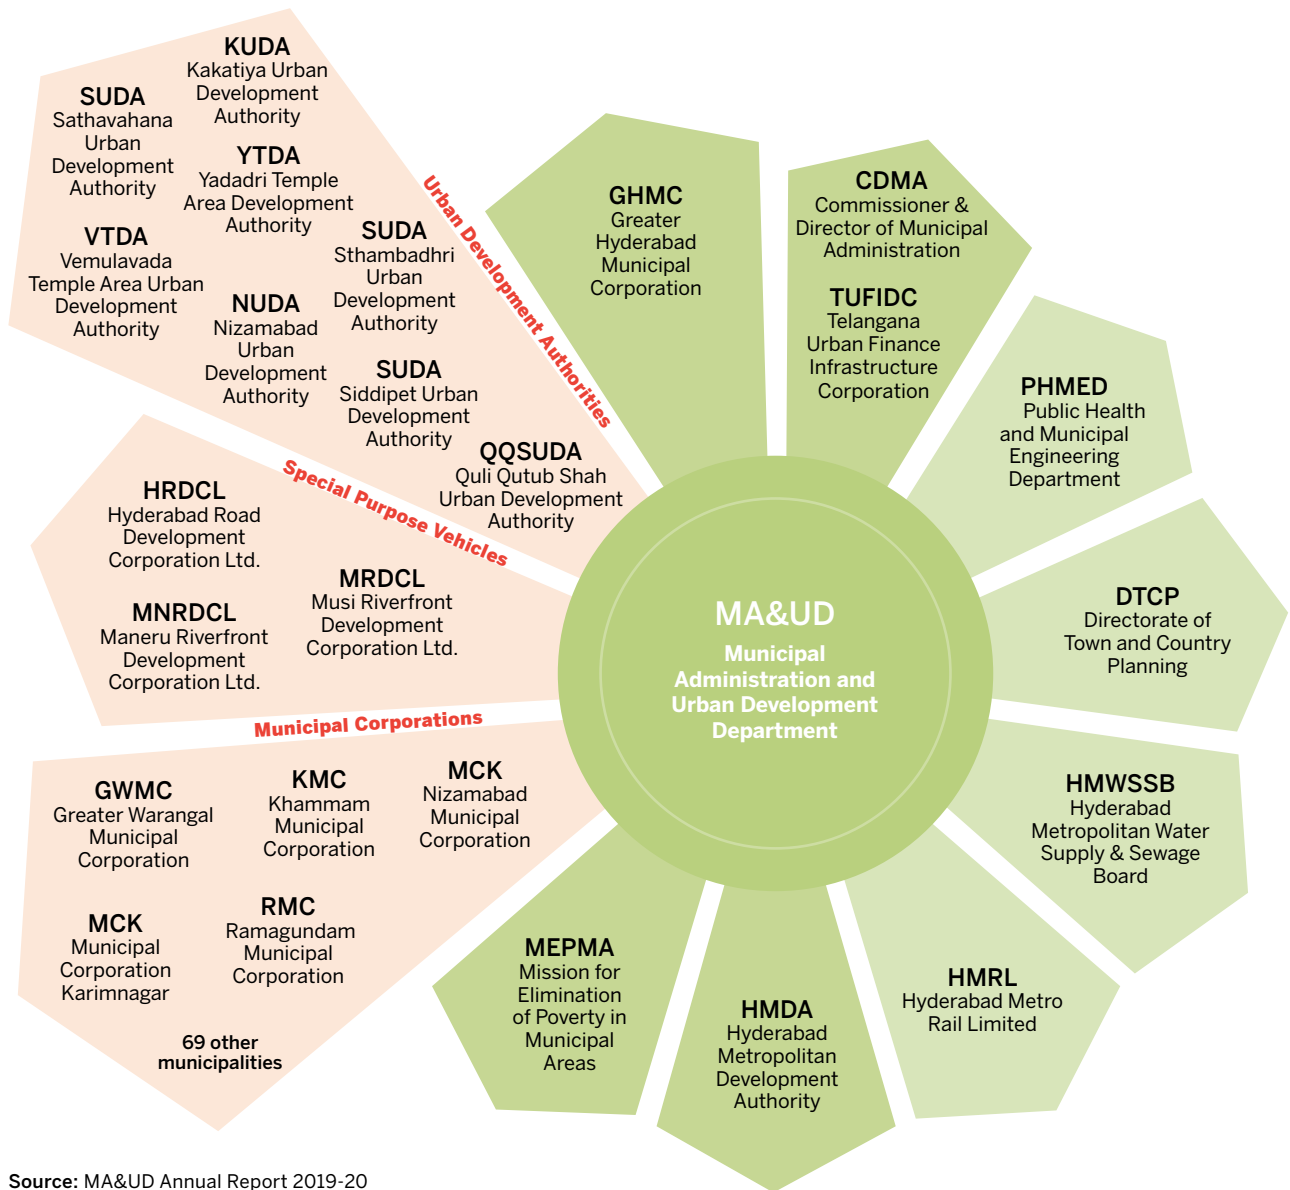 KUDA
Kakatiya Urban
Development
Authority
SUDA
Sathavahana
Urban
Development
Authority
YTDA
Yadadri Temple
Area Development
Authority
VTDA
Vemulavada
Temple Area Urban
Development
Authority
SUDA
Sthambadhri
Urban
Development
Authority
NUDA
Nizamabad
Urban
Development
Authority
SUDA
Siddipet Urban
Development
Authority
QQSUDA
Quli Qutub Shah
Urban Development
Authority
Urban Development Authorities
GHMC
Greater
Hyderabad
Municipal
Corporation
CDMA
Commissioner &
Director of Municipal
Administration
TUFIDC
Telangana
Urban Finance
Infrastructure
Corporation
PHMED
Public Health
and Municipal
Engineering
Department
DTCP
Directorate of
Town and Country
Planning
HMWSSB
Hyderabad
Metropolitan Water
Supply & Sewage
Board
HMRL
Hyderabad Metro
Rail Limited
HMDA
Hyderabad
Metropolitan
Development
Authority
MEPMA
Mission for
Elimination
of Poverty in
Municipal
Areas
MA&UD
Municipal
Administration and
Urban Development
Department
Special Purpose Vehicles
HRDCL
Hyderabad Road
Development
Corporation Ltd.
MRDCL
Musi Riverfront
Development
Corporation Ltd.
MNRDCL
Maneru Riverfront
Development
Corporation Ltd.
Municipal Corporations
GWMC
Greater Warangal
Municipal
Corporation
KMC
Khammam
Municipal
Corporation
MCK
Nizamabad
Municipal
Corporation
MCK
Municipal
Corporation
Karimnagar
RMC
Ramagundam
Municipal
Corporation
69 other
municipalities
Source: MA&UD Annual Report 2019-20